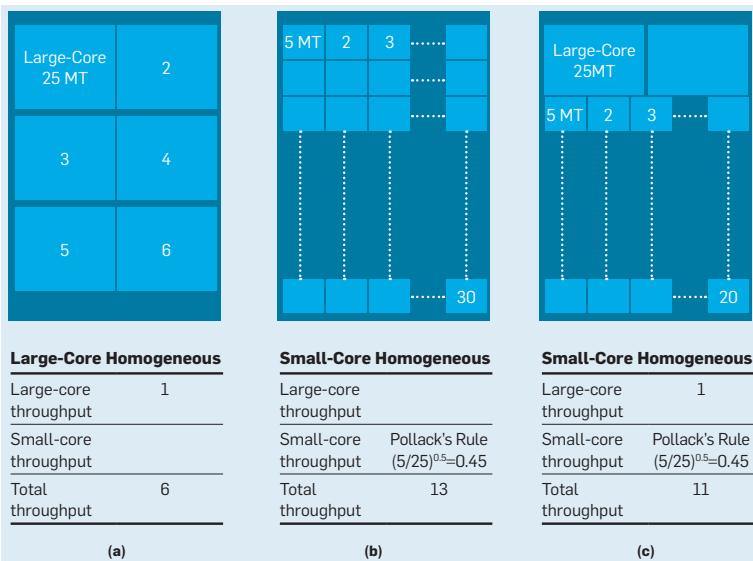 Large-Core
25 MT
2
3
4
5
6
5 MT 2 3
30
Large-Core
25MT
5 MT 2 3
20
Large-Core Homogeneous
Large-core throughput 1
Small-core throughput
Total throughput 6
(a)
Small-Core Homogeneous
Large-core throughput
Small-core throughput Pollack’s Rule (5/25)^0.5=0.45
Total throughput 13
(b)
Small-Core Homogeneous
Large-core throughput 1
Small-core throughput Pollack’s Rule (5/25)^0.5=0.45
Total throughput 11
(c)